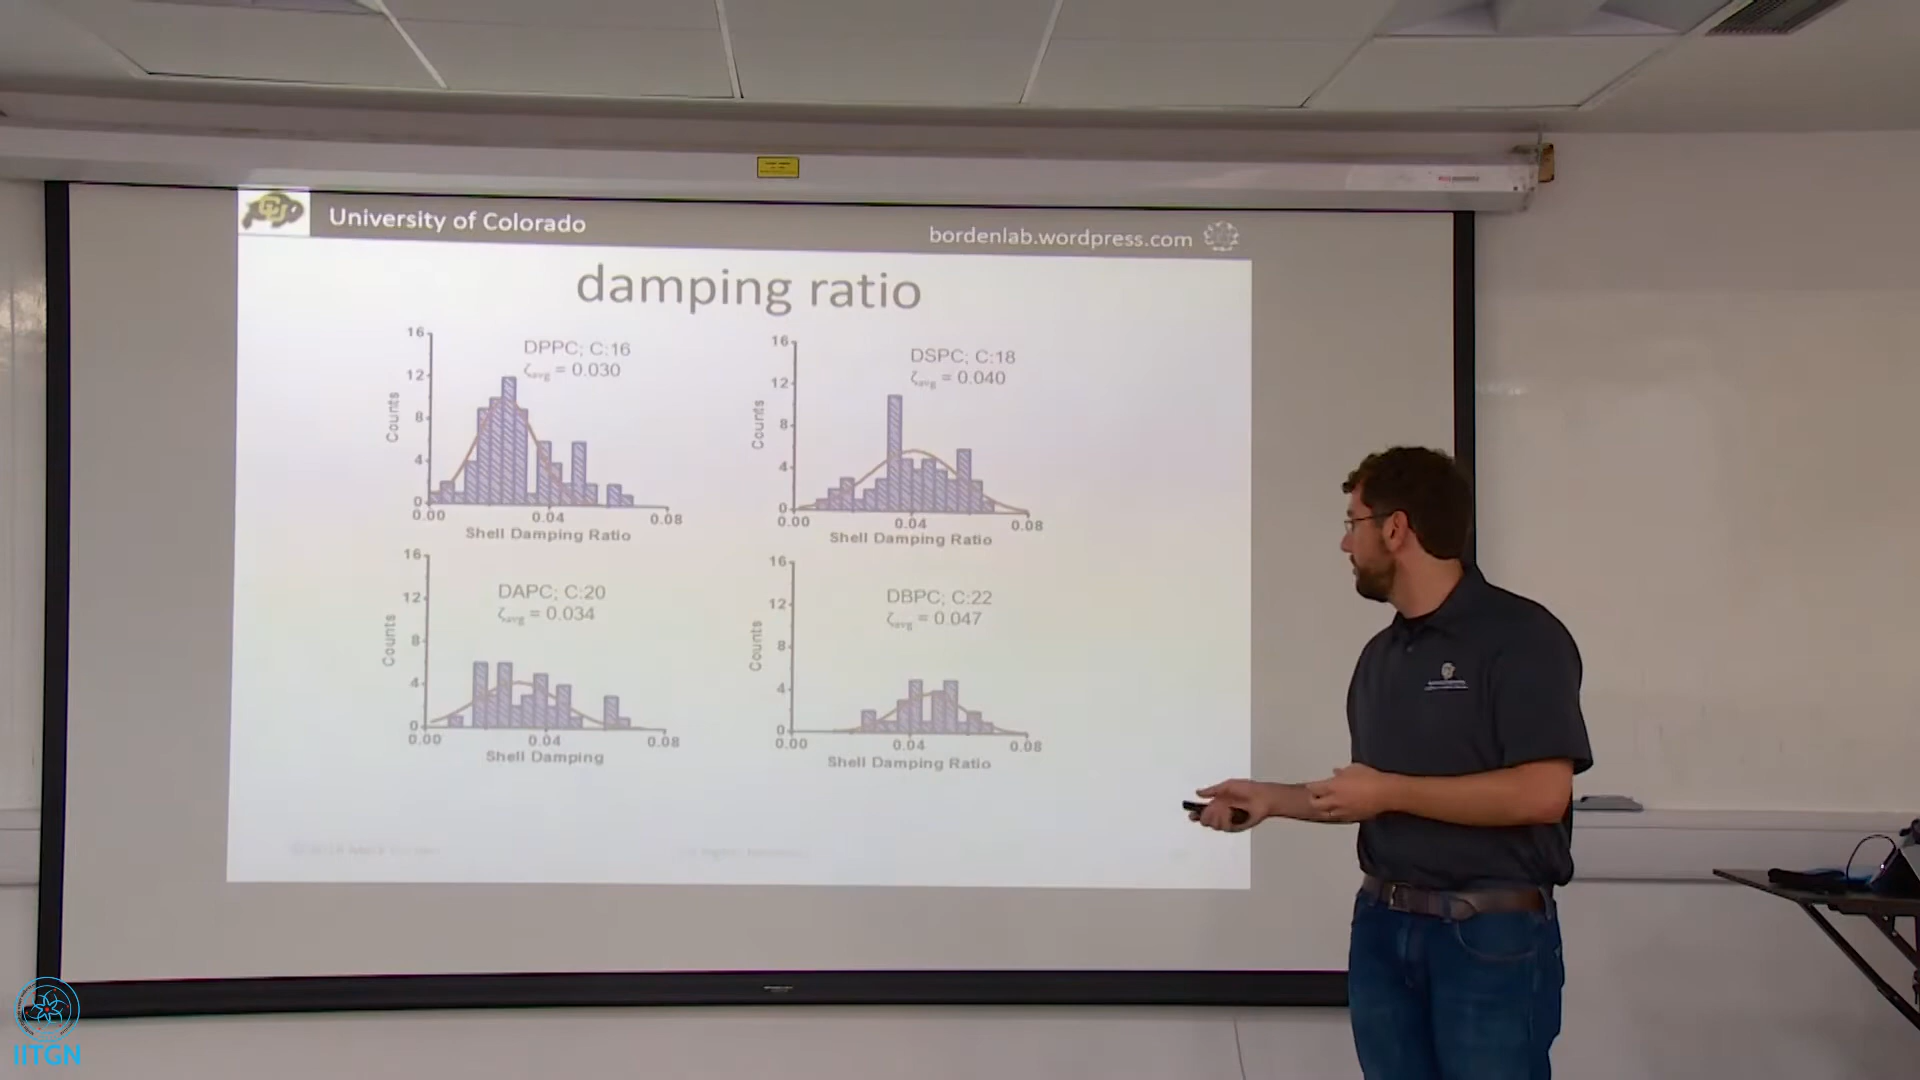 University of Colorado
bordenlab.wordpress.com
damping ratio
16
12
8
4
0
Counts
DPPC; C:16
ζavg = 0.030
0.00
0.04
0.08
Shell Damping Ratio
16
12
8
4
0
Counts
DSPC; C:18
ζavg = 0.040
0.00
0.04
0.08
Shell Damping Ratio
16
12
8
4
0
Counts
DAPC; C:20
ζavg = 0.034
0.00
0.04
0.08
Shell Damping
16
12
8
4
0
Counts
DBPC; C:22
ζavg = 0.047
0.00
0.04
0.08
Shell Damping Ratio
IITGN